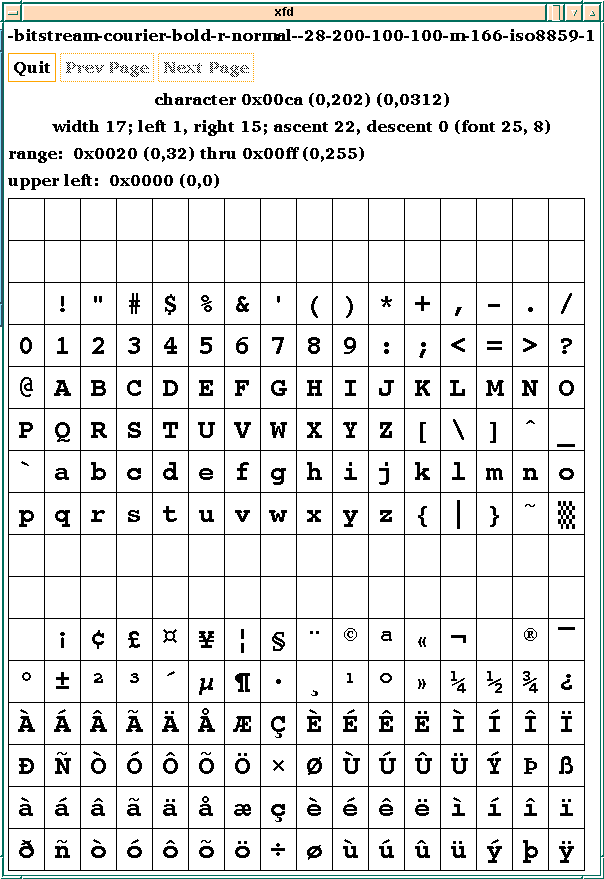 xfd
-bitstream-courier-bold-r-normal--28-200-100-100-m-166-iso8859-1
Quit Prev Page Next Page
character 0x00ca (0,202) (0,0312)
width 17; left 1, right 15; ascent 22, descent 0 (font 25, 8)
range: 0x0020 (0,32) thru 0x00ff (0,255)
upper left: 0x0000 (0,0)
! " # $ % & ' ( ) * + , - . /
0 1 2 3 4 5 6 7 8 9 : ; < = > ?
@ A B C D E F G H I J K L M N O
P Q R S T U V W X Y Z [ \ ] ^ _
` a b c d e f g h i j k l m n o
p q r s t u v w x y z { | } ~ ▒
¡ ¢ £ ¤ ¥ ¦ § ¨ © ª « ¬ ® ¯
° ± ² ³ ´ µ ¶ · ¸ ¹ º » ¼ ½ ¾ ¿
À Á Â Ã Ä Å Æ Ç È É Ê Ë Ì Í Î Ï
Ð Ñ Ò Ó Ô Õ Ö × Ø Ù Ú Û Ü Ý Þ ß
à á â ã ä å æ ç è é ê ë ì í î ï
ð ñ ò ó ô õ ö ÷ ø ù ú û ü ý þ ÿ